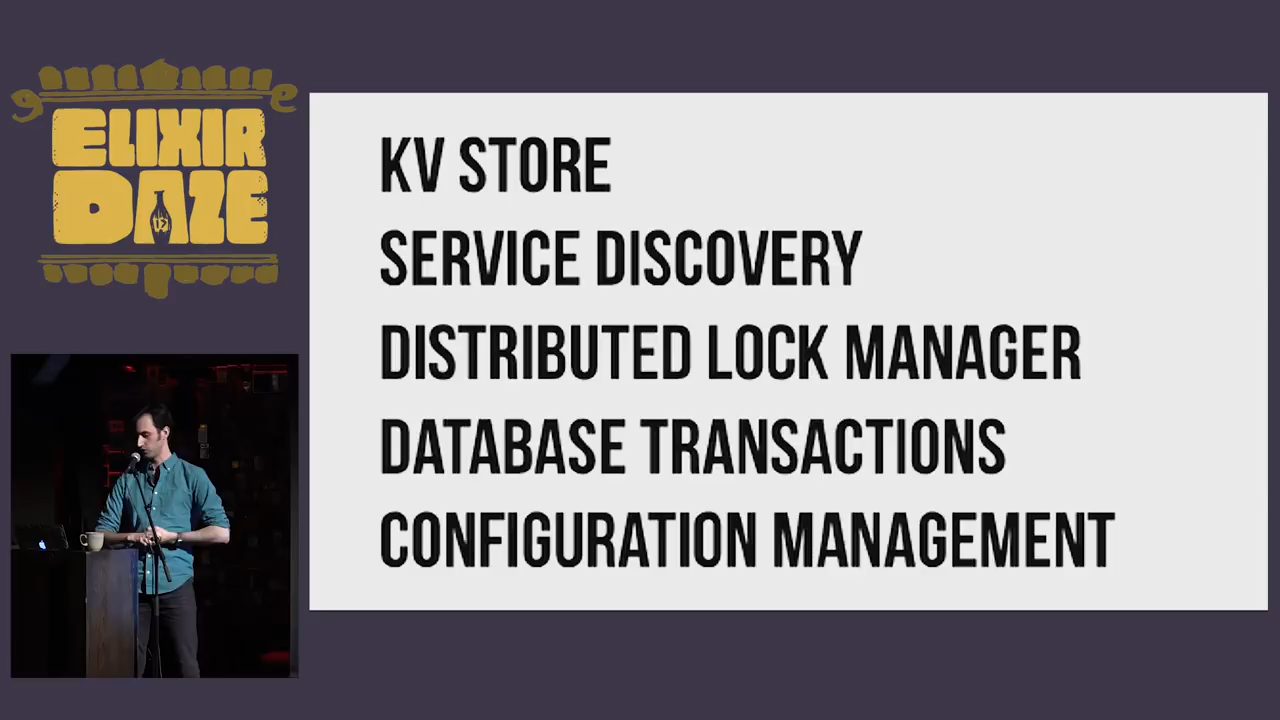 ELIXIR
DAZE
KV STORE
SERVICE DISCOVERY
DISTRIBUTED LOCK MANAGER
DATABASE TRANSACTIONS
CONFIGURATION MANAGEMENT